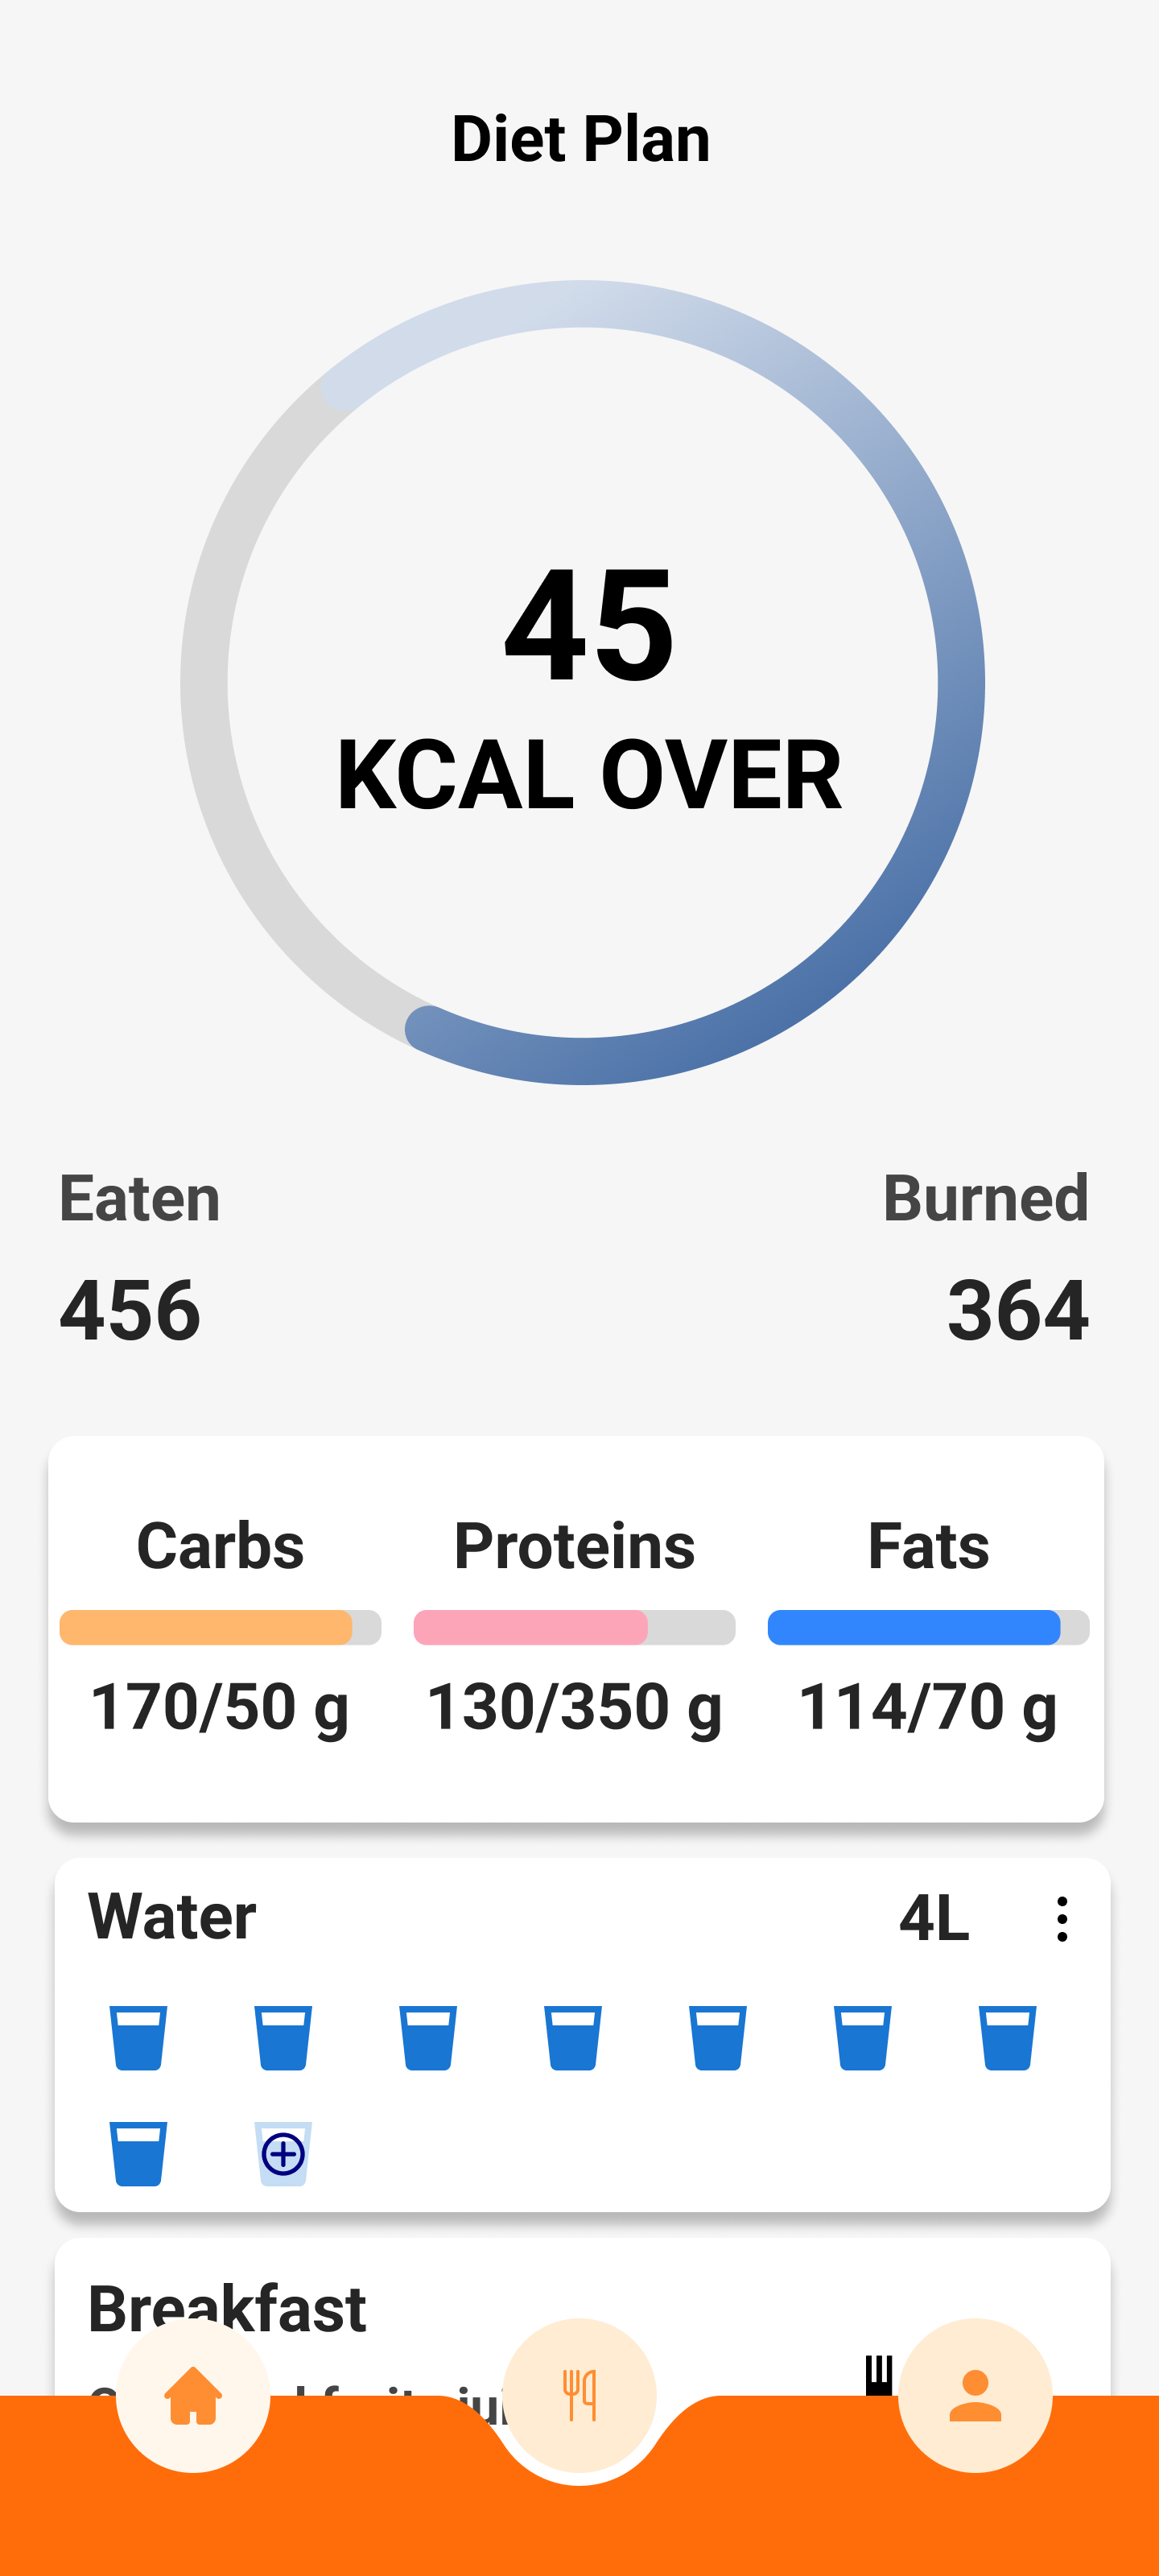 Diet Plan
45
KCAL OVER
Eaten
Burned
456
364
Carbs
Proteins
Fats
170/50 g
130/350 g
114/70 g
Water
4L
Breakfast